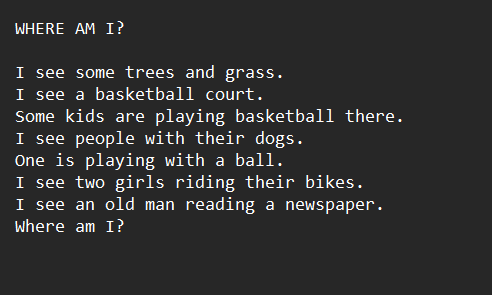 WHERE AM I?
I see some trees and grass.
I see a basketball court.
Some kids are playing basketball there.
I see people with their dogs.
One is playing with a ball.
I see two girls riding their bikes.
I see an old man reading a newspaper.
Where am I?